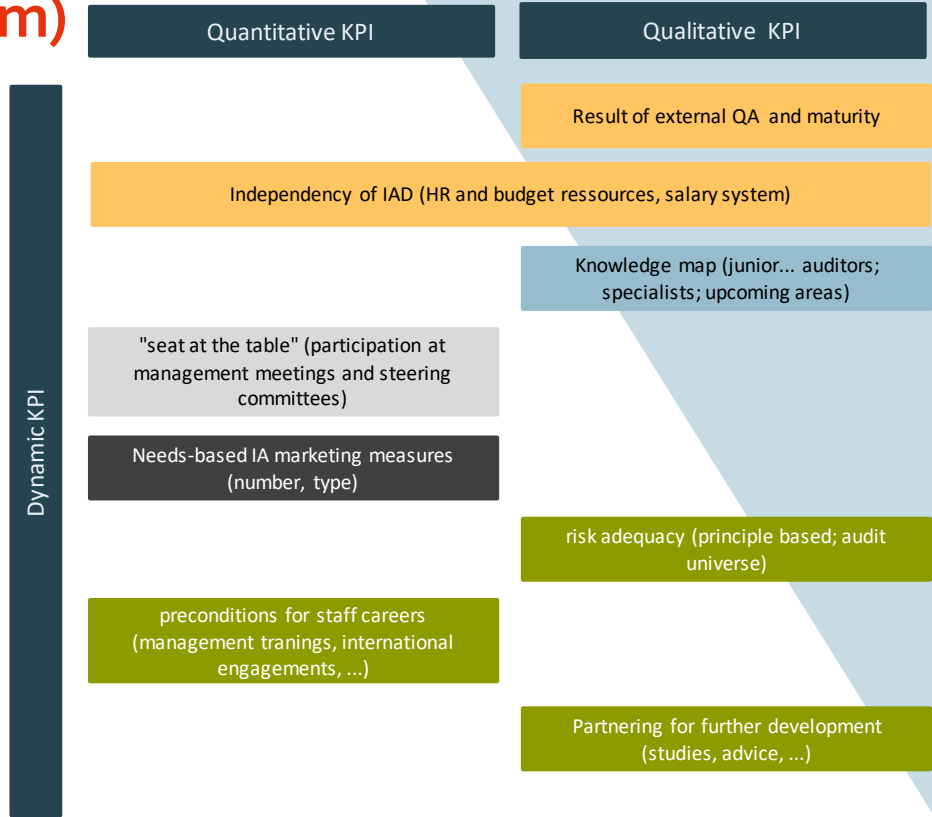 m)
Quantitative KPI
Qualitative KPI
Dynamic KPI
Result of external QA and maturity
Independency of IAD (HR and budget ressources, salary system)
Knowledge map (junior... auditors;
specialists; upcoming areas)
"seat at the table" (participation at
management meetings and steering
committees)
Needs-based IA marketing measures
(number, type)
risk adequacy (principle based; audit
universe)
preconditions for staff careers
(management tranings, international
engagements, ...)
Partnering for further development
(studies, advice, ...)